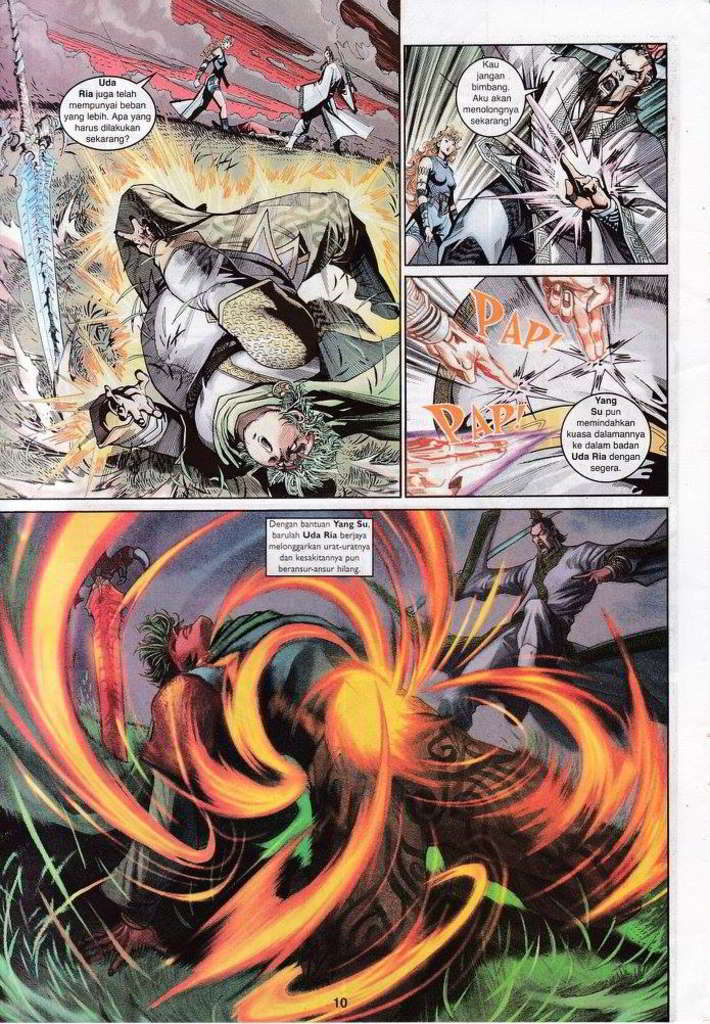 Uda
Ria juga telah
mempunyai beban
yang lebih. Apa yang
harus dilakukan
sekarang?
Kau
jangan
bimbang.
Aku akan
menolongnya
sekarang!
PAP!
PAP!
Yang
Su pun
memindahkan
kuasa dalamannya
ke dalam badan
Uda Ria dengan
segera.
Dengan bantuan Yang Su,
barulah Uda Ria berjaya
melonggarkan urat-uratnya
dan kesakitannya pun
beransur-ansur hilang.
10